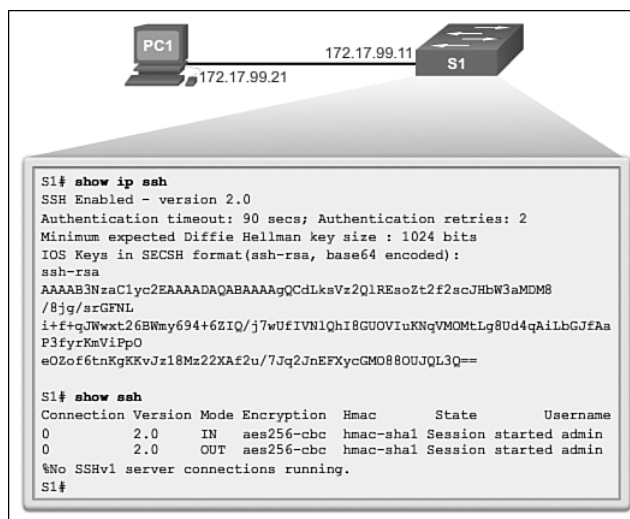 PC1
172.17.99.11
S1
172.17.99.21
S1# show ip ssh
SSH Enabled - version 2.0
Authentication timeout: 90 secs; Authentication retries: 2
Minimum expected Diffie Hellman key size : 1024 bits
IOS Keys in SECSH format(ssh-rsa, base64 encoded):
ssh-rsa
AAAAB3NzaC1yc2EAAAADAQABAAAAgQCdLksVz2QlREsoZt2f2scJHbW3aMDM8
/8jg/srGFNL
i+f+qJWwxt26BWmy694+6ZIQ/j7wUfIVNlQhI8GUOVIuKNqVMOMtLg8Ud4qAiLbGJfAa
P3fyrKmViPpO
eOZof6tnKgKKvJz18Mz22XAf2u/7Jq2JnEFXycGMO88OUJQL3Q==
S1# show ssh
Connection Version Mode Encryption Hmac State Username
0 2.0 IN aes256-cbc hmac-sha1 Session started admin
0 2.0 OUT aes256-cbc hmac-sha1 Session started admin
%No SSHv1 server connections running.
S1#